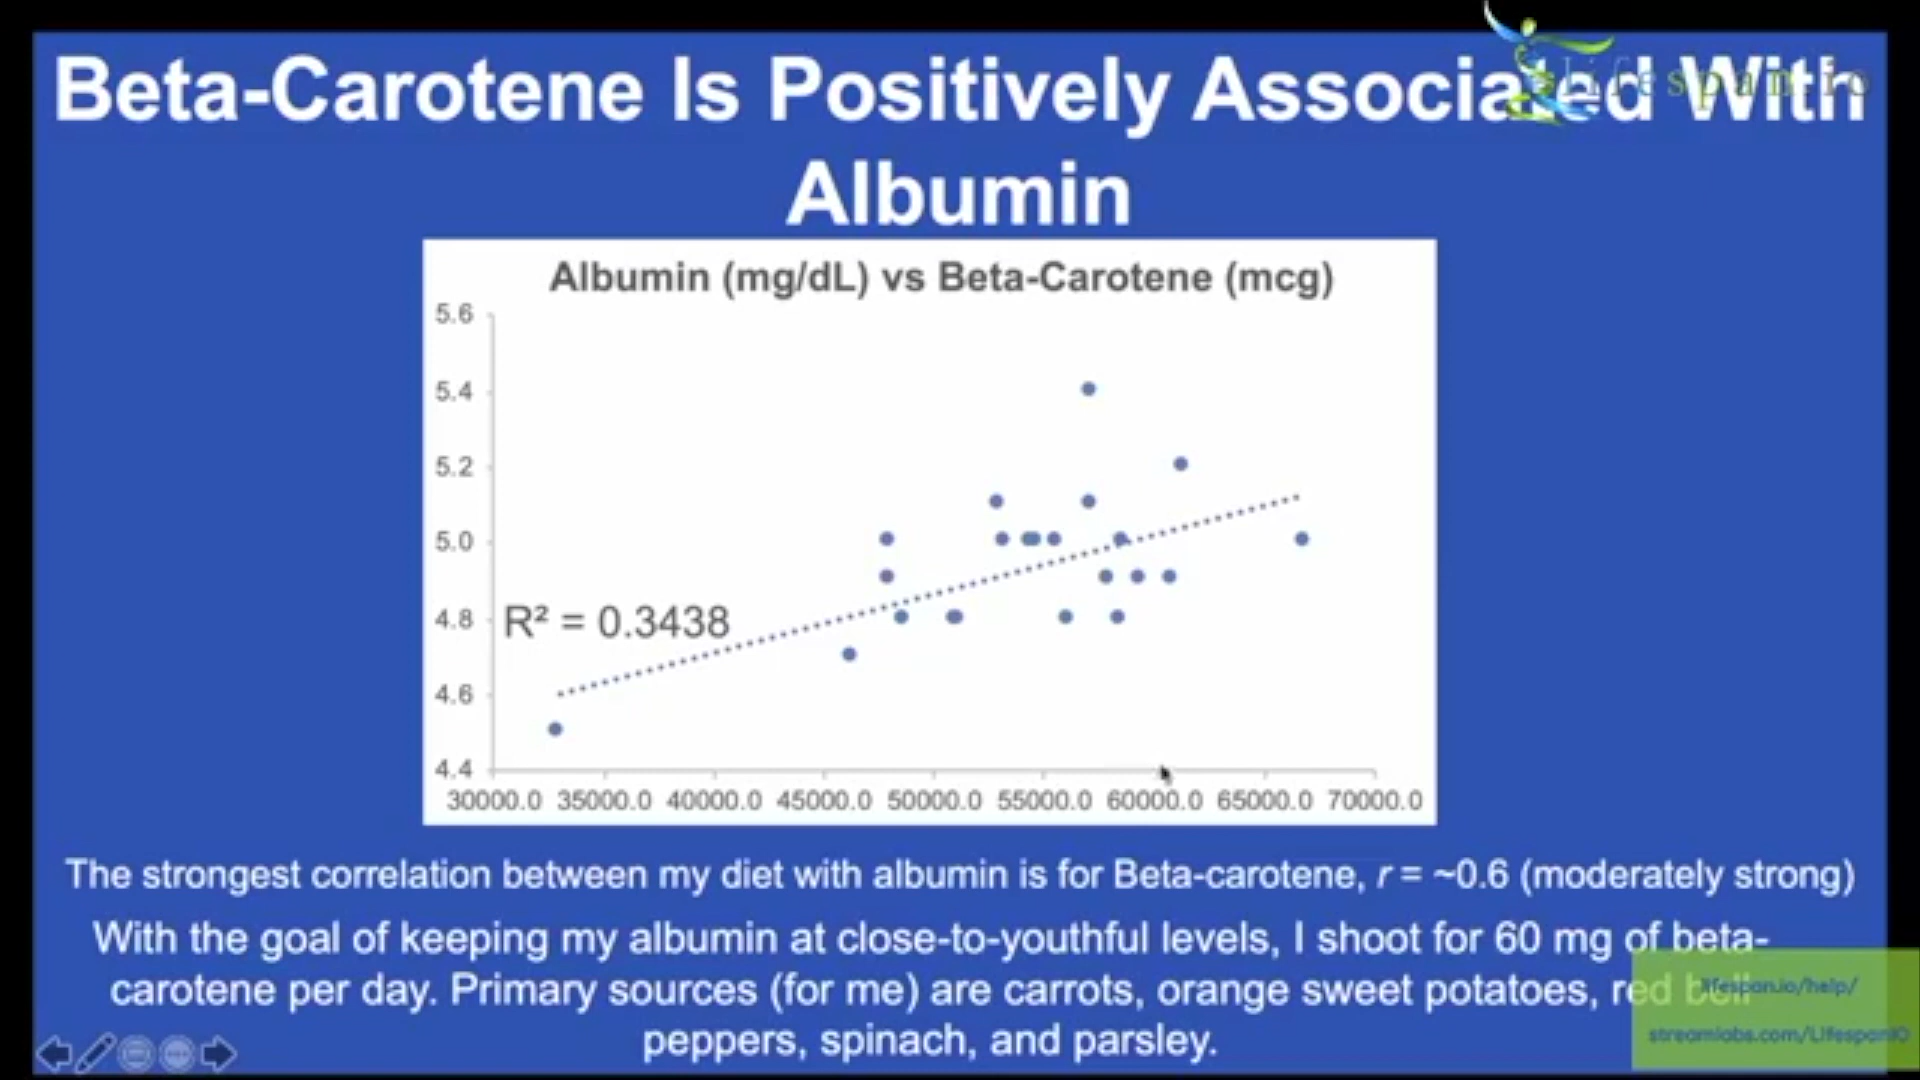 lifespan.io
Beta-Carotene Is Positively Associated With
Albumin
Albumin (mg/dL) vs Beta-Carotene (mcg)
5.6
5.4
5.2
5.0
4.8
4.6
4.4
R² = 0.3438
30000.0 35000.0 40000.0 45000.0 50000.0 55000.0 60000.0 65000.0 70000.0
The strongest correlation between my diet with albumin is for Beta-carotene, r = ~0.6 (moderately strong)
With the goal of keeping my albumin at close-to-youthful levels, I shoot for 60 mg of beta-
carotene per day. Primary sources (for me) are carrots, orange sweet potatoes, red bell
peppers, spinach, and parsley.
lifespan.io/help/
streamlabs.com/LifespanIO